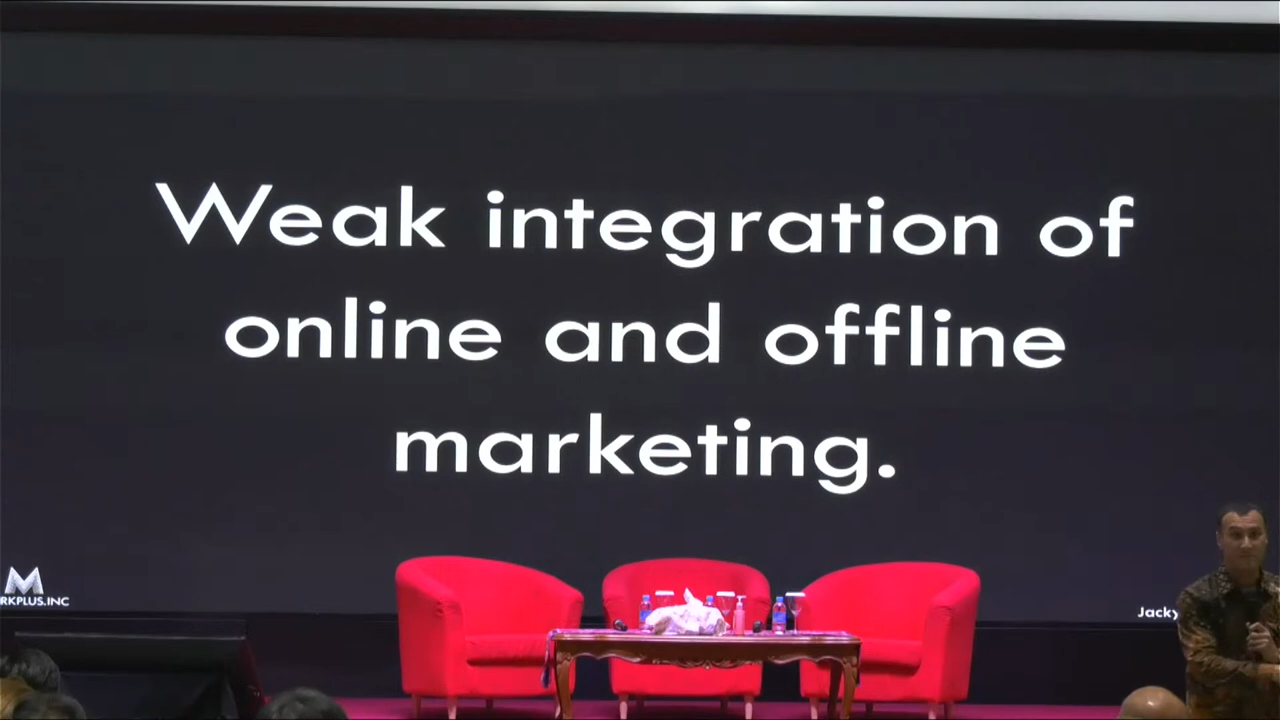 Weak integration of
online and offline
marketing.
RKPLUS.INC
Jacky